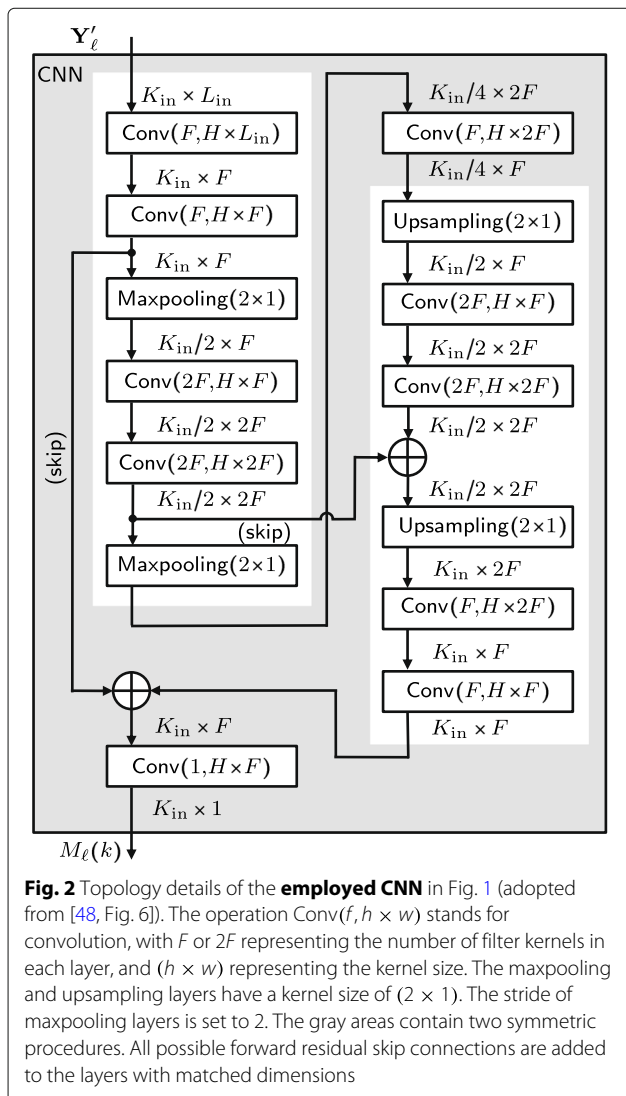 Y′ℓ
CNN
K_in × L_in
Conv(F, H×L_in)
K_in × F
Conv(F, H×F)
K_in × F
Maxpooling(2×1)
K_in/2 × F
Conv(2F, H×F)
K_in/2 × 2F
Conv(2F, H×2F)
K_in/2 × 2F
(skip)
Maxpooling(2×1)
(skip)
K_in/4 × 2F
Conv(F, H×2F)
K_in/4 × F
Upsampling(2×1)
K_in/2 × F
Conv(2F, H×F)
K_in/2 × 2F
Conv(2F, H×2F)
K_in/2 × 2F
K_in/2 × 2F
Upsampling(2×1)
K_in × 2F
Conv(F, H×2F)
K_in × F
Conv(F, H×F)
K_in × F
K_in × F
Conv(1, H×F)
K_in × 1
Mℓ(k)
Fig. 2 Topology details of the employed CNN in Fig. 1 (adopted
from [48, Fig. 6]). The operation Conv(f, h × w) stands for
convolution, with F or 2F representing the number of filter kernels in
each layer, and (h × w) representing the kernel size. The maxpooling
and upsampling layers have a kernel size of (2 × 1). The stride of
maxpooling layers is set to 2. The gray areas contain two symmetric
procedures. All possible forward residual skip connections are added
to the layers with matched dimensions